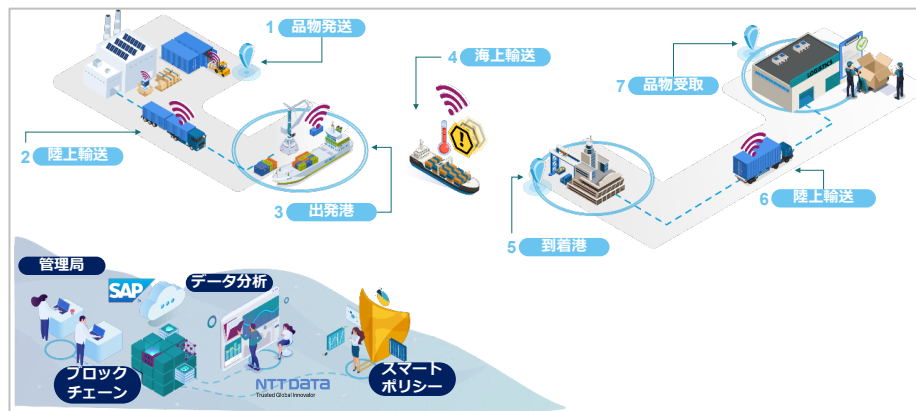 1 品物発送
2 陸上輸送
3 出発港
4 海上輸送
5 到着港
6 陸上輸送
7 品物受取
LOGISTICS
管理局
SAP
データ分析
ブロック
チェーン
NTT DATA
Trusted Global Innovator
スマート
ポリシー